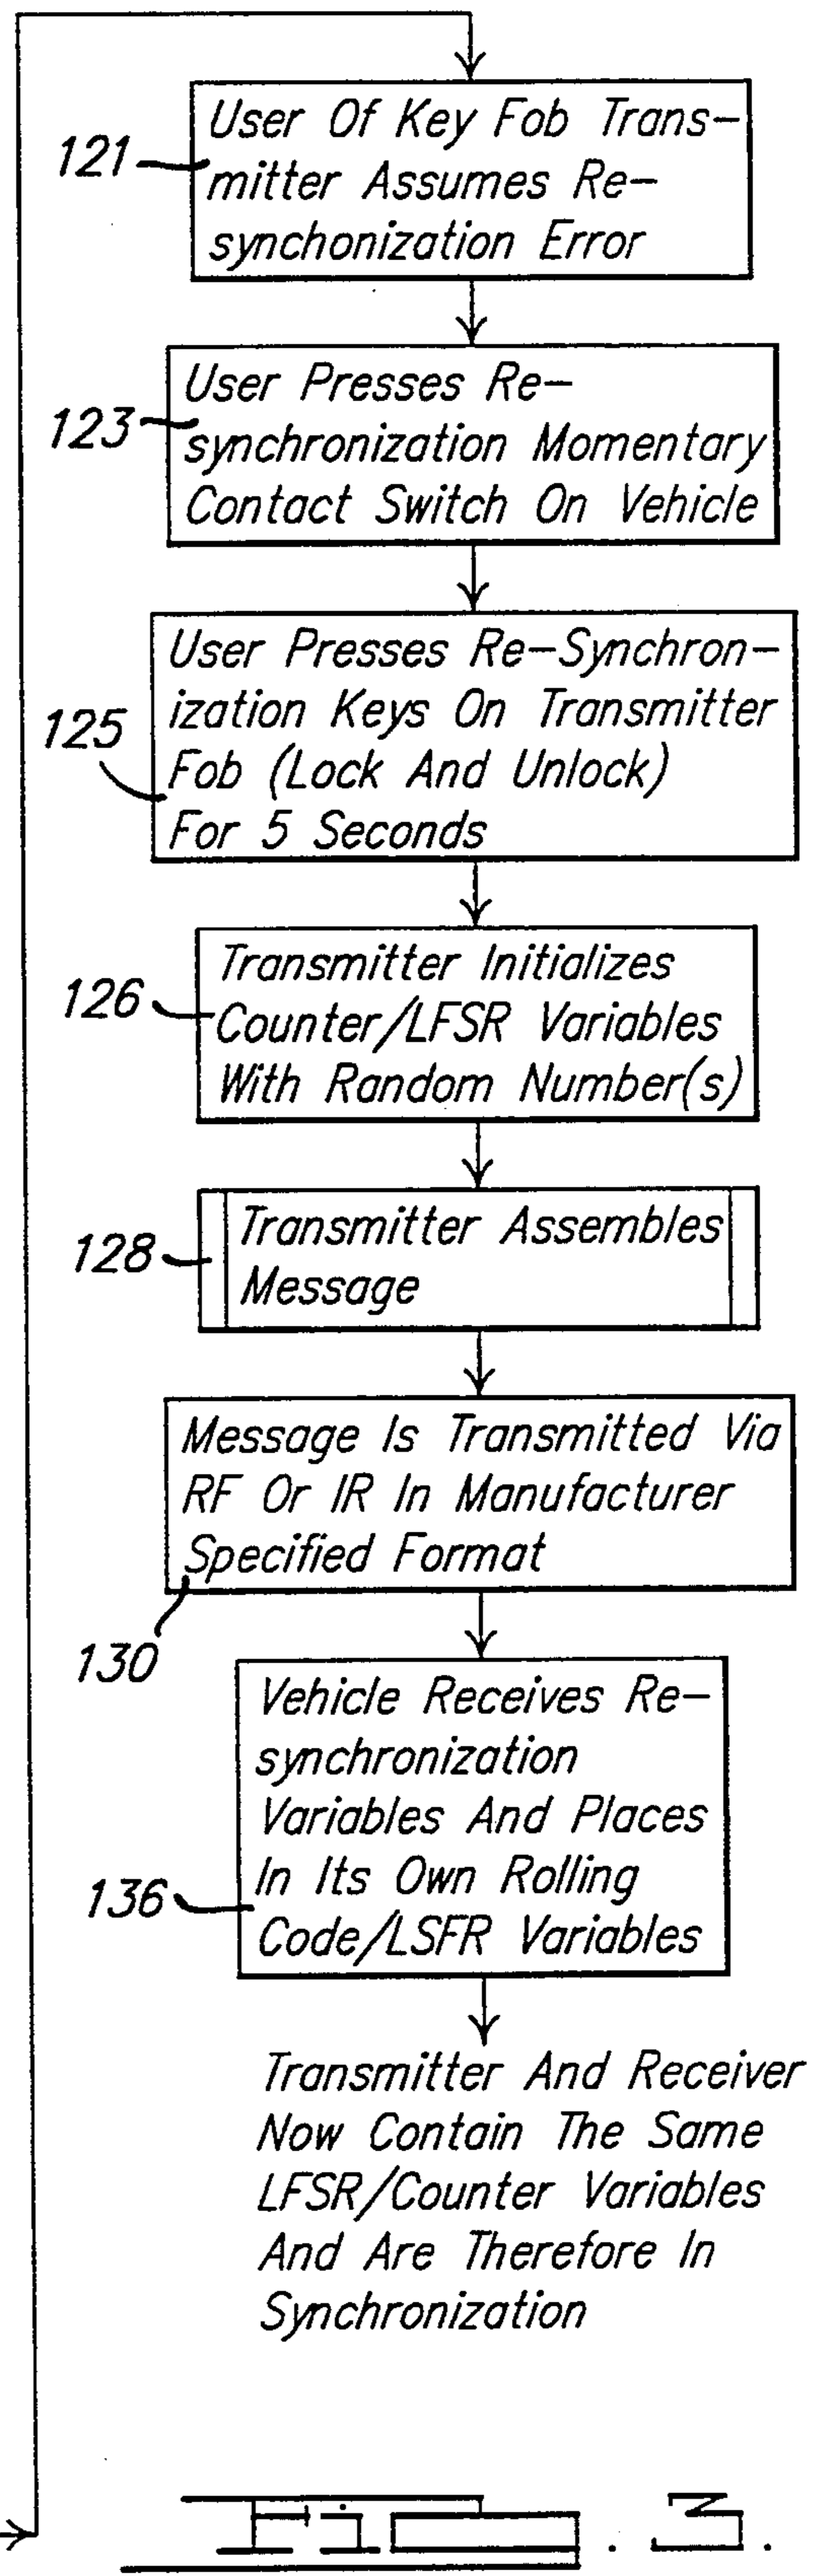 User Of Key Fob Trans-
121
mitter Assumes Re-
synchonization Error
User Presses Re-
123
synchronization Momentary
Contact Switch On Vehicle
User Presses Re-Synchron-
ization Keys On Transmitter
125
Fob (Lock And Unlock)
For 5 Seconds
Transmitter Initializes
126
Counter/LFSR Variables
With Random Number(s)
Transmitter Assembles
128
Message
Message Is Transmitted Via
RF Or IR In Manufacturer
Specified Format
130
Vehicle Receives Re-
synchronization
Variables And Places
In Its Own Rolling
136
Code/LSFR Variables
Transmitter And Receiver
Now Contain The Same
LFSR/Counter Variables
And Are Therefore In
Synchronization
Fig. 3.